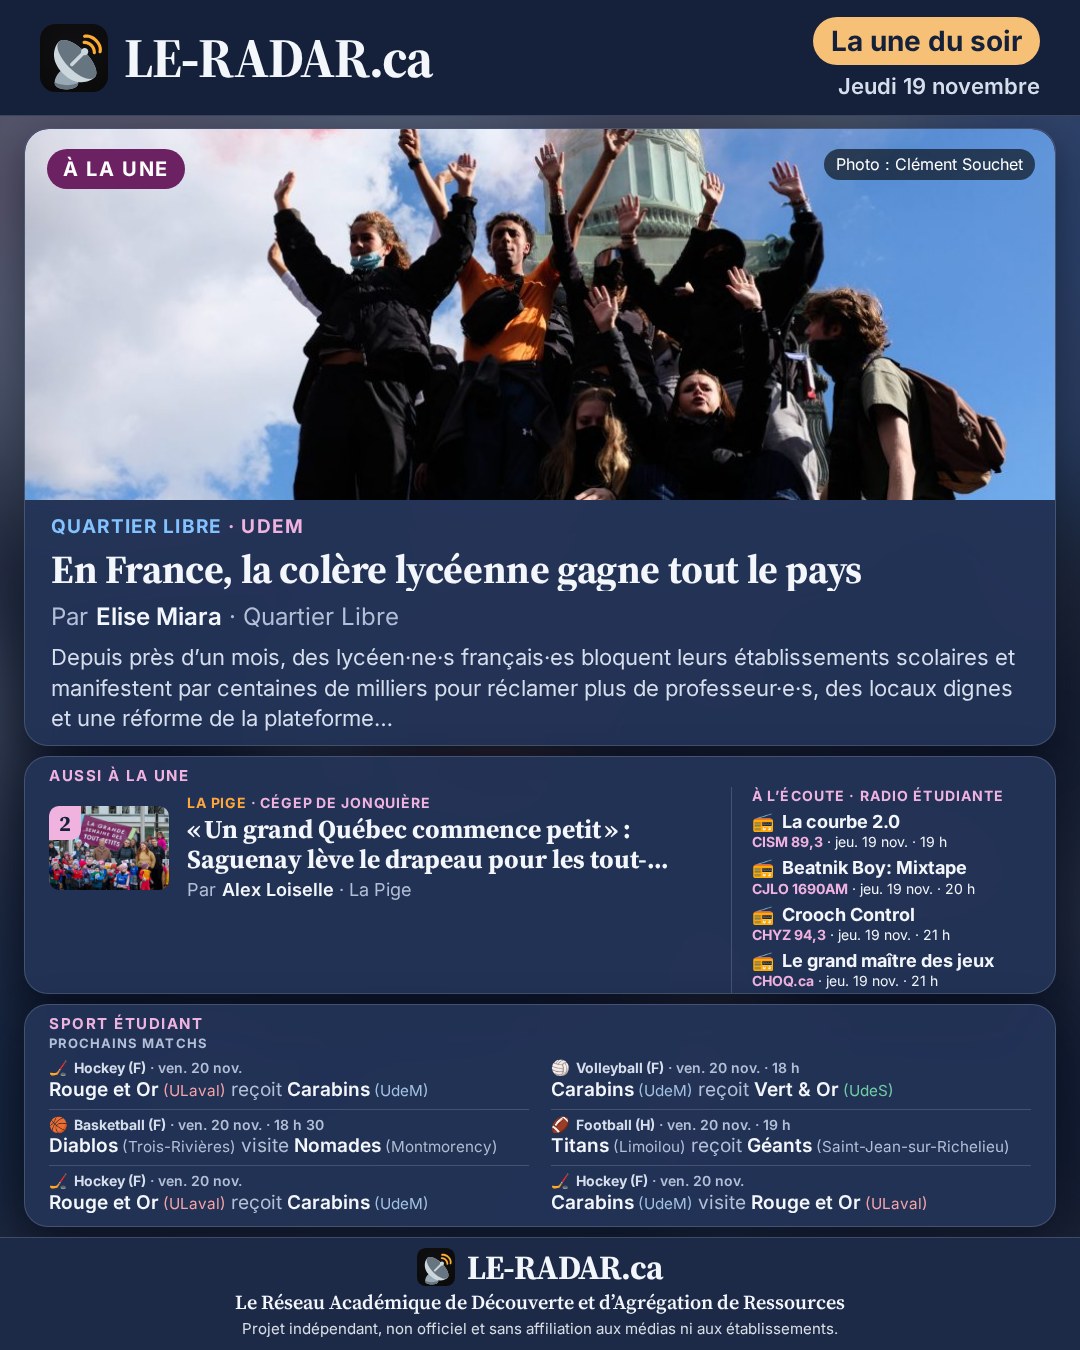 LE-RADAR.ca
La une du soir
Jeudi 19 novembre
À LA UNE
Photo : Clément Souchet
QUARTIER LIBRE · UDEM
En France, la colère lycéenne gagne tout le pays
Par Elise Miara · Quartier Libre
Depuis près d’un mois, des lycéen·ne·s français·es bloquent leurs établissements scolaires et
manifestent par centaines de milliers pour réclamer plus de professeur·e·s, des locaux dignes
et une réforme de la plateforme…
AUSSI À LA UNE
2
LA GRANDE
SEMAINE DES
TOUT-PETITS
LA PIGE · CÉGEP DE JONQUIÈRE
« Un grand Québec commence petit » :
Saguenay lève le drapeau pour les tout-…
Par Alex Loiselle · La Pige
À L’ÉCOUTE · RADIO ÉTUDIANTE
La courbe 2.0
CISM 89,3 · jeu. 19 nov. · 19 h
Beatnik Boy: Mixtape
CJLO 1690AM · jeu. 19 nov. · 20 h
Crooch Control
CHYZ 94,3 · jeu. 19 nov. · 21 h
Le grand maître des jeux
CHOQ.ca · jeu. 19 nov. · 21 h
SPORT ÉTUDIANT
PROCHAINS MATCHS
Hockey (F) · ven. 20 nov.
Rouge et Or (ULaval) reçoit Carabins (UdeM)
Volleyball (F) · ven. 20 nov. · 18 h
Carabins (UdeM) reçoit Vert & Or (UdeS)
Basketball (F) · ven. 20 nov. · 18 h 30
Diablos (Trois-Rivières) visite Nomades (Montmorency)
Football (H) · ven. 20 nov. · 19 h
Titans (Limoilou) reçoit Géants (Saint-Jean-sur-Richelieu)
Hockey (F) · ven. 20 nov.
Rouge et Or (ULaval) reçoit Carabins (UdeM)
Hockey (F) · ven. 20 nov.
Carabins (UdeM) visite Rouge et Or (ULaval)
LE-RADAR.ca
Le Réseau Académique de Découverte et d’Agrégation de Ressources
Projet indépendant, non officiel et sans affiliation aux médias ni aux établissements.